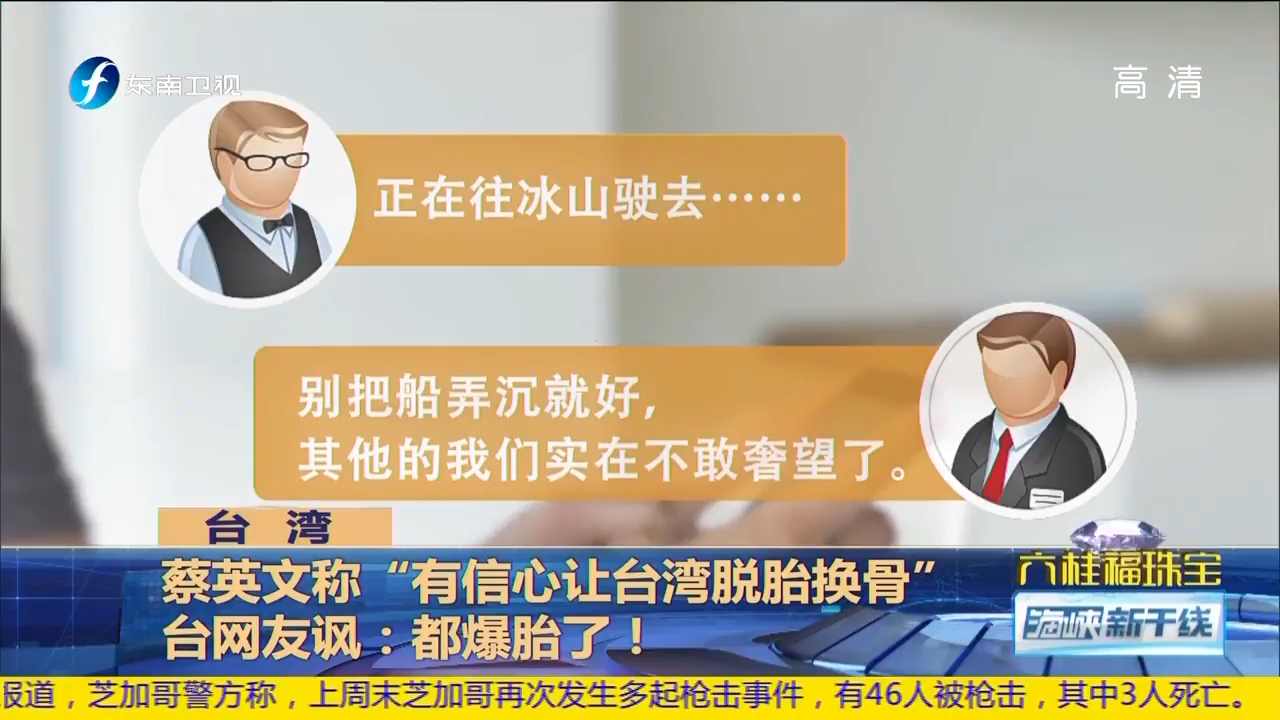 东南卫视
高清
正在往冰山驶去……
别把船弄沉就好,
其他的我们实在不敢奢望了。
台湾
蔡英文称“有信心让台湾脱胎换骨”
台网友讽：都爆胎了！
六桂福珠宝
海峡新干线
报道，芝加哥警方称，上周末芝加哥再次发生多起枪击事件，有46人被枪击，其中3人死亡。